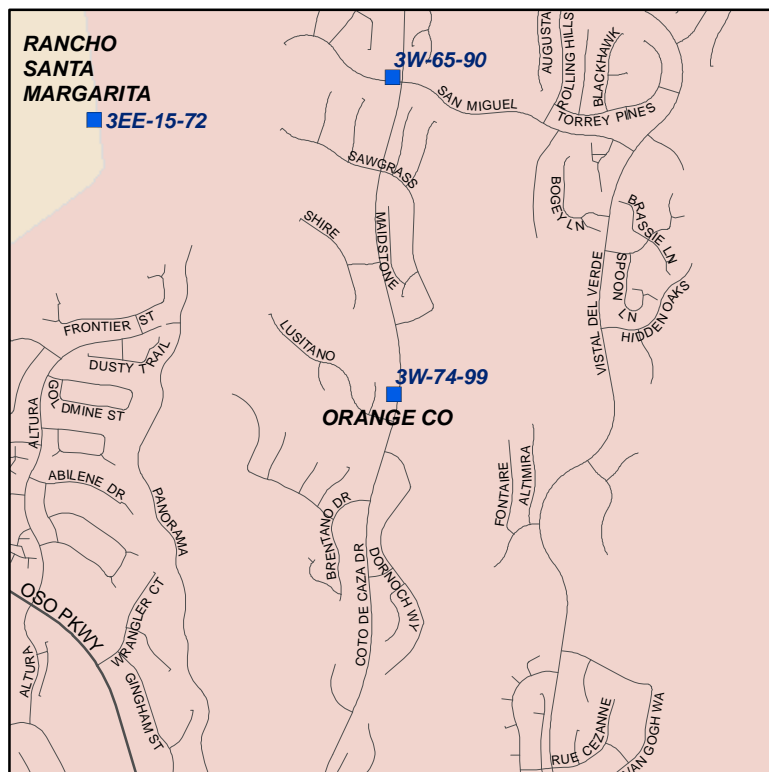 RANCHO
SANTA
MARGARITA
3EE-15-72
3W-65-90
SAN MIGUEL
AUGUSTA
ROLLING HILLS
BLACKHAWK
TORREY PINES
SAWGRASS
SHIRE
MAIDSTONE
BOGEY LN
BRASSIE LN
SPOON
LN
HIDDEN OAKS
VISTAL DEL VERDE
FRONTIER ST
DUSTY TRAIL
LUSITANO
3W-74-99
ORANGE CO
GOL
DMINE ST
ALTURA
ABILENE DR
PANORAMA
BRENTANO DR
FONTAIRE
ALTIMIRA
COTO DE CAZA DR
DORNOCH WY
OSO PKWY
WRANGLER CT
GINGHAM ST
ALTURA
RUE CEZANNE
VAN GOGH WA